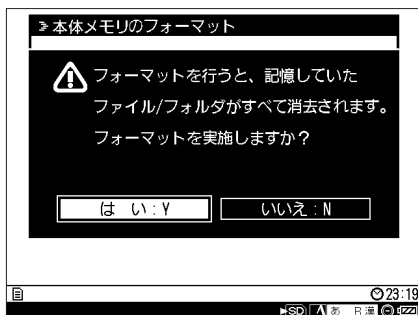 本体メモリのフォーマット
フォーマットを行うと、記憶していた
ファイル/フォルダがすべて消去されます。
フォーマットを実施しますか?
は い:Y
いいえ:N
23:19
SD あ R漢